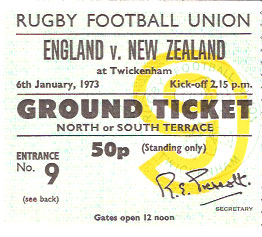 RUGBY FOOTBALL UNION
ENGLAND v. NEW ZEALAND
at Twickenham
6th January, 1973 Kick-off 2.15 p.m.
GROUND TICKET
NORTH or SOUTH TERRACE
ENTRANCE No. 9 50p (Standing only)
(see back)
SECRETARY
Gates open 12 noon